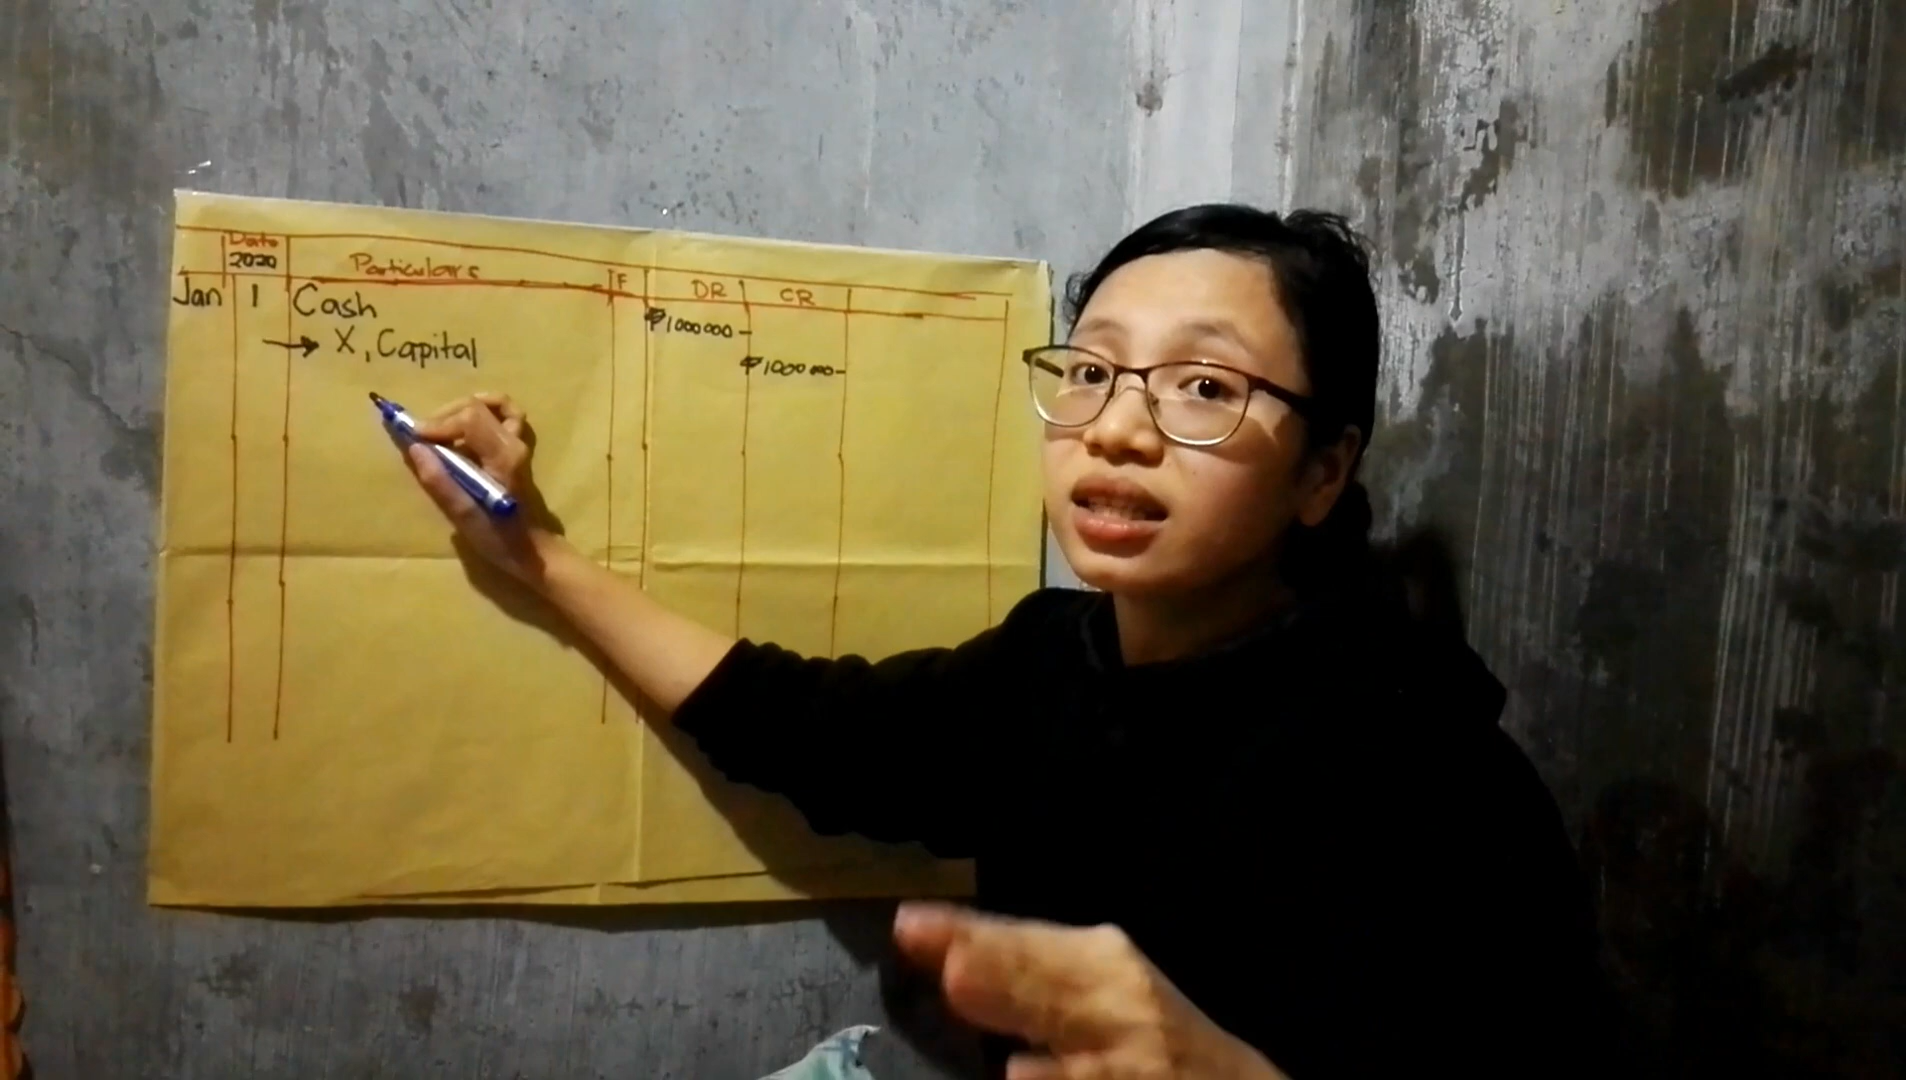 Date
2020 Particulars F DR CR
Jan 1 Cash ₱1000000-
→ X, Capital ₱1000000-